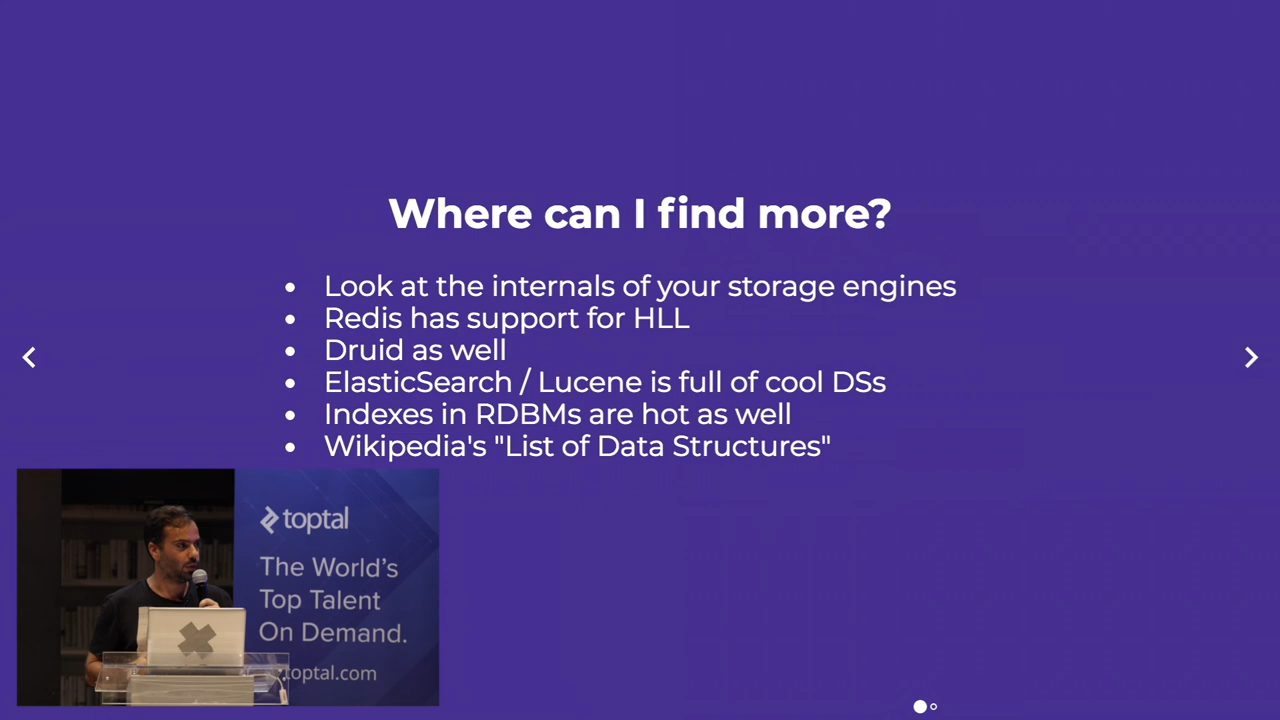 Where can I find more?
Look at the internals of your storage engines
Redis has support for HLL
Druid as well
ElasticSearch / Lucene is full of cool DSs
Indexes in RDBMs are hot as well
Wikipedia's "List of Data Structures"
toptal
The World's
Top Talent
On Demand.
toptal.com